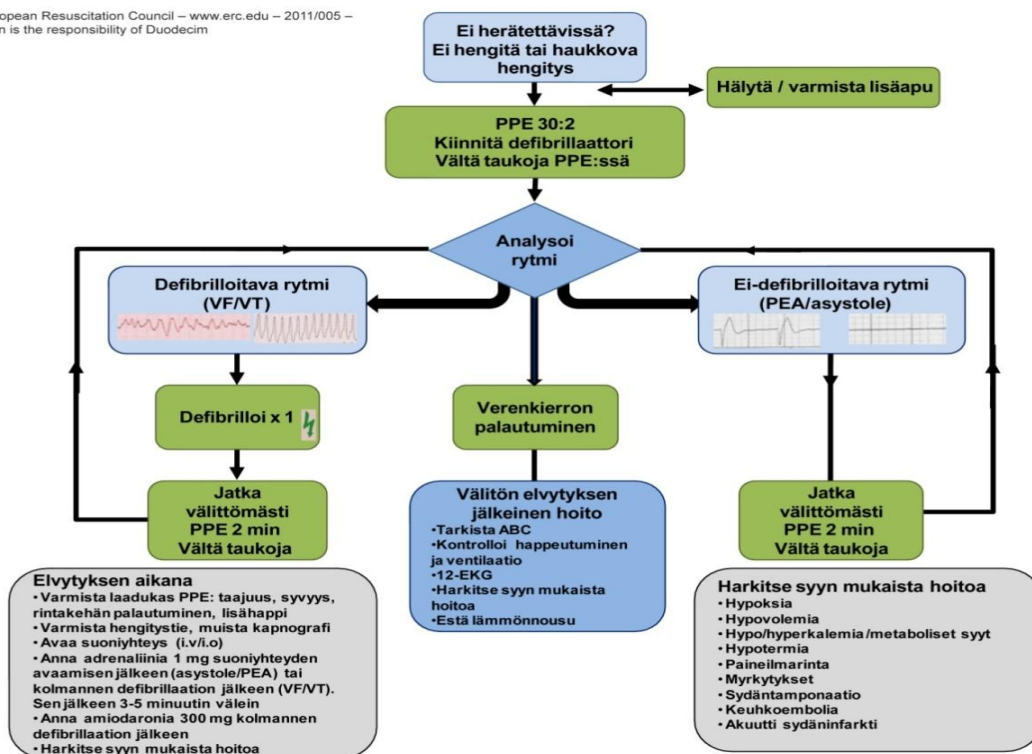 ropean Resuscitation Council – www.erc.edu – 2011/005 –
n is the responsibility of Duodecim
Ei herätettävissä?
Ei hengitä tai haukkova
hengitys
Hälytä / varmista lisäapu
PPE 30:2
Kiinnitä defibrillaattori
Vältä taukoja PPE:ssä
Analysoi
rytmi
Defibrilloitava rytmi
(VF/VT)
Ei-defibrilloitava rytmi
(PEA/asystole)
Defibrilloi x 1
Verenkierron
palautuminen
Jatka
välittömästi
PPE 2 min
Vältä taukoja
Välitön elvytyksen
jälkeinen hoito
•Tarkista ABC
•Kontrolloi happeutuminen
ja ventilaatio
•12-EKG
•Harkitse syyn mukaista
hoitoa
•Estä lämmönnousu
Jatka
välittömästi
PPE 2 min
Vältä taukoja
Elvytyksen aikana
• Varmista laadukas PPE: taajuus, syvyys,
rintakehän palautuminen, lisähappi
• Varmista hengitystie, muista kapnografi
• Avaa suoniyhteys (i.v/i.o)
• Anna adrenaliinia 1 mg suoniyhteyden
avaamisen jälkeen (asystole/PEA) tai
kolmannen defibrillaation jälkeen (VF/VT).
Sen jälkeen 3-5 minuutin välein
• Anna amiodaronia 300 mg kolmannen
defibrillaation jälkeen
• Harkitse syyn mukaista hoitoa
Harkitse syyn mukaista hoitoa
• Hypoksia
• Hypovolemia
• Hypo/hyperkalemia/metaboliset syyt
• Hypotermia
• Paineilmarinta
• Myrkytykset
• Sydäntamponaatio
• Keuhkoembolia
• Akuutti sydäninfarkti